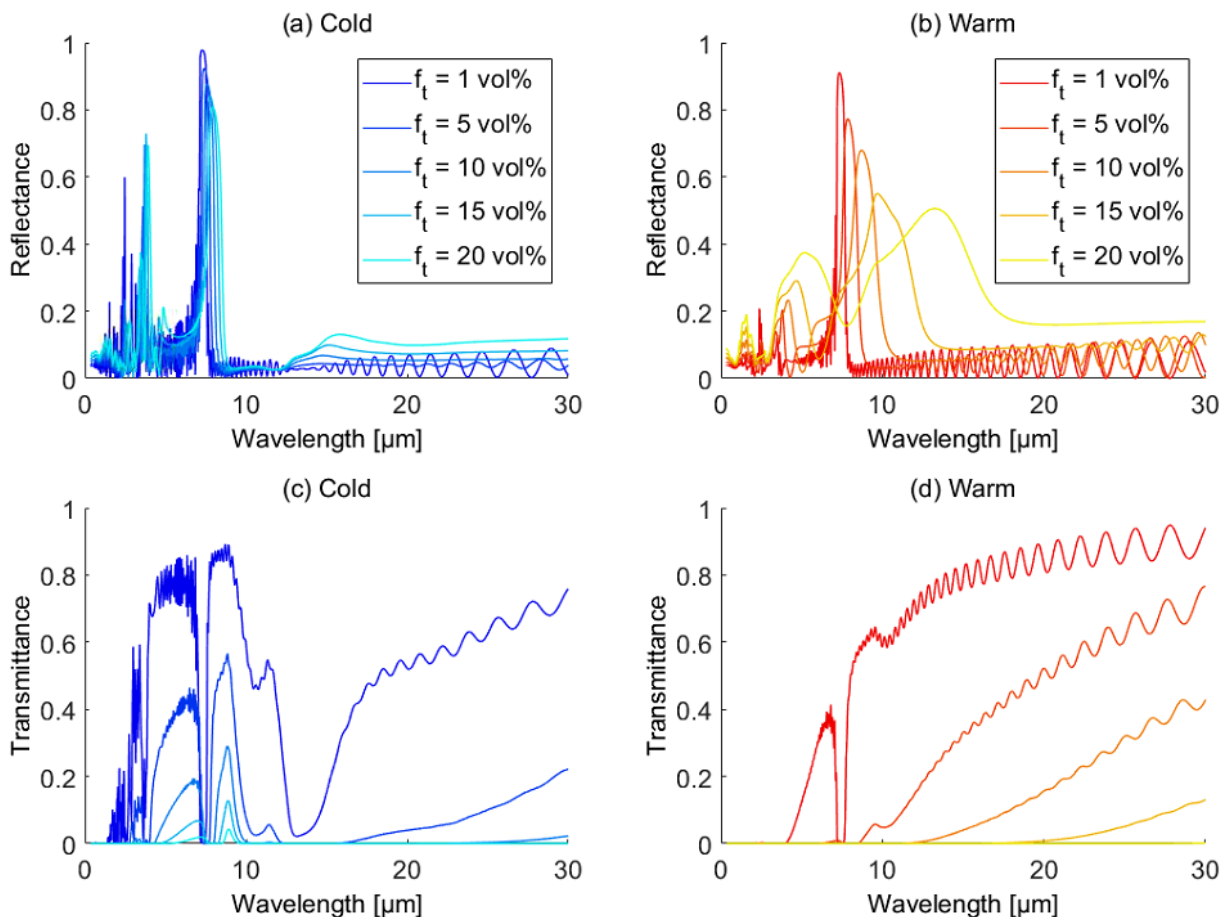 (a) Cold
Reflectance
1
0.8
0.6
0.4
0.2
0
f_t = 1 vol%
f_t = 5 vol%
f_t = 10 vol%
f_t = 15 vol%
f_t = 20 vol%
0 10 20 30
Wavelength [µm]
(b) Warm
Reflectance
1
0.8
0.6
0.4
0.2
0
f_t = 1 vol%
f_t = 5 vol%
f_t = 10 vol%
f_t = 15 vol%
f_t = 20 vol%
0 10 20 30
Wavelength [µm]
(c) Cold
Transmittance
1
0.8
0.6
0.4
0.2
0
0 10 20 30
Wavelength [µm]
(d) Warm
Transmittance
1
0.8
0.6
0.4
0.2
0
0 10 20 30
Wavelength [µm]